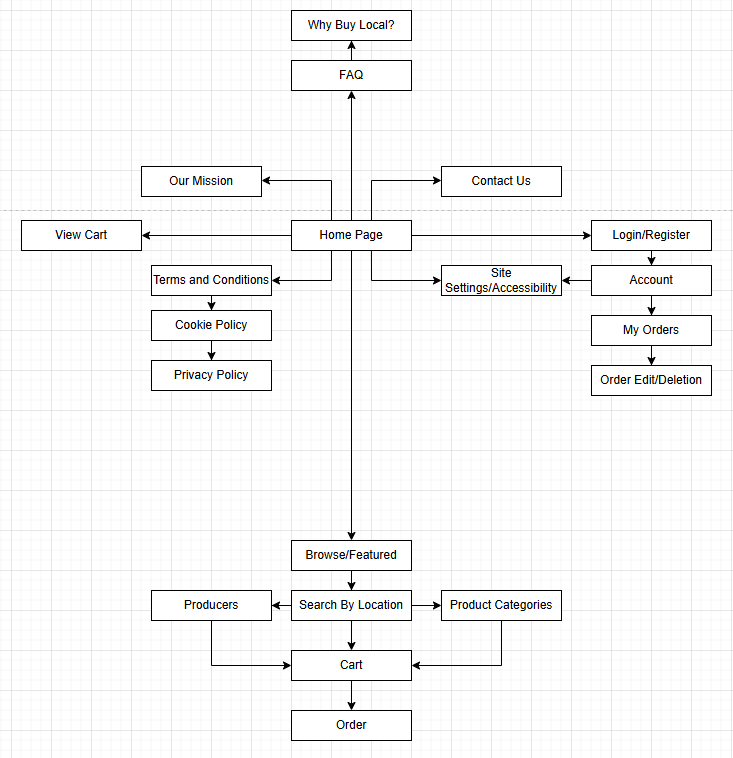 Why Buy Local?
FAQ
Our Mission
Contact Us
View Cart
Home Page
Login/Register
Terms and Conditions
Site
Settings/Accessibility
Account
Cookie Policy
My Orders
Privacy Policy
Order Edit/Deletion
Browse/Featured
Producers
Search By Location
Product Categories
Cart
Order